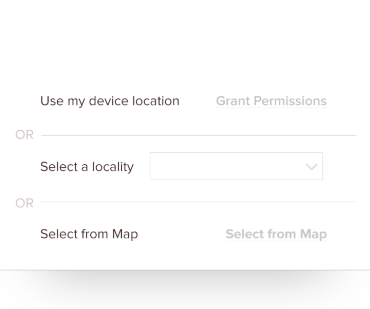 Use my device location Grant Permissions
OR
Select a locality
OR
Select from Map Select from Map